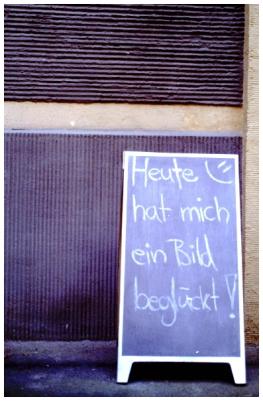 Heute
hat mich
ein Bild
beglückt!